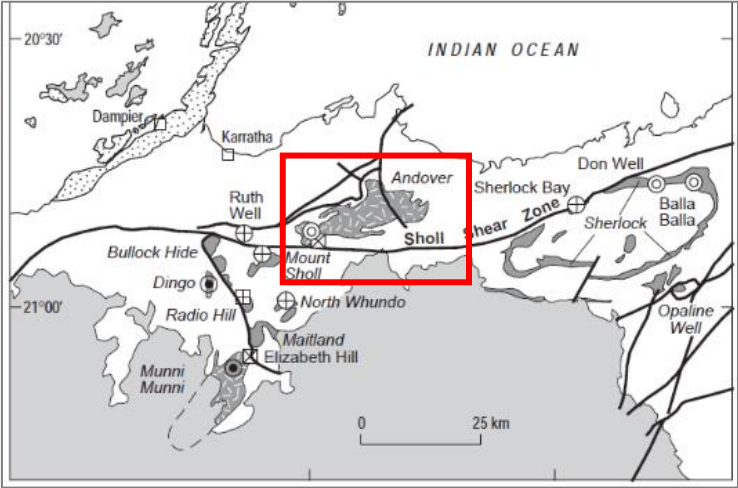 20°30'
INDIAN OCEAN
Dampier
Karratha
Andover
Don Well
Ruth
Well
Sherlock Bay
Balla
Balla
Sholl Shear Zone
Sherlock
Bullock Hide
Mount
Sholl
Dingo
North Whundo
21°00'
Radio Hill
Opaline
Well
Maitland
Elizabeth Hill
Munni
Munni
0 25 km